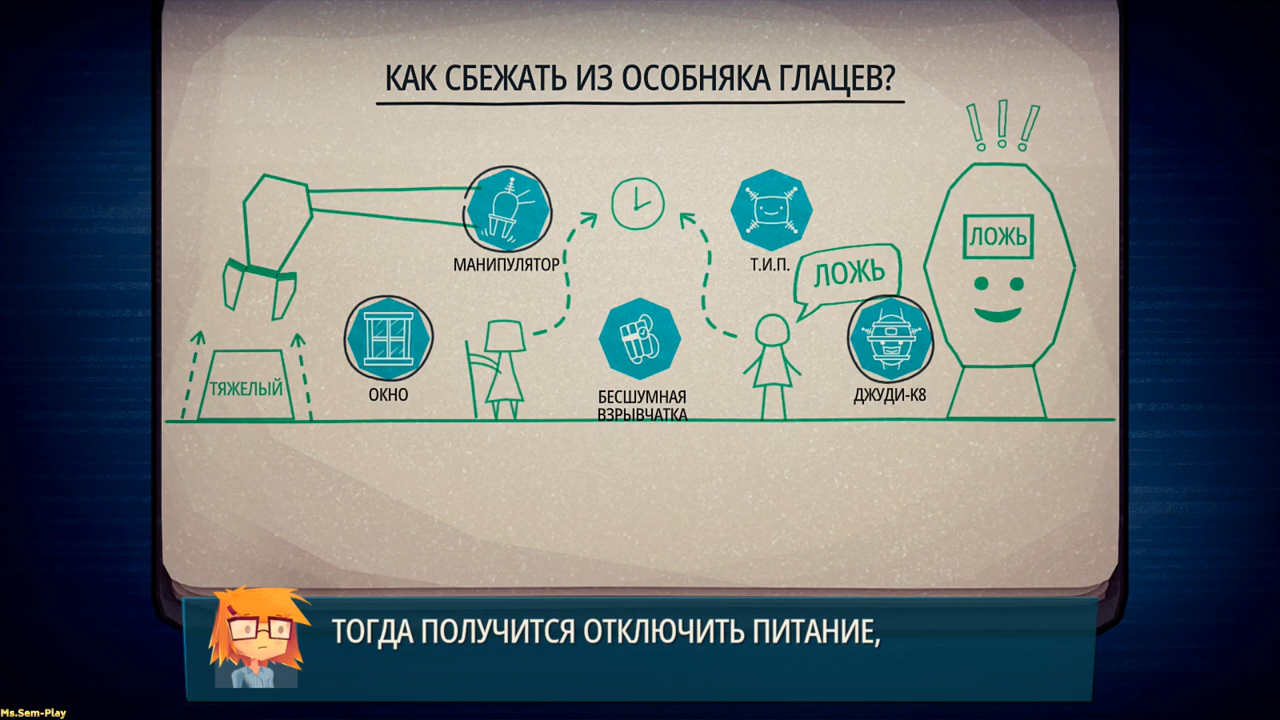 КАК СБЕЖАТЬ ИЗ ОСОБНЯКА ГЛАЦЕВ?
ЛОЖЬ
МАНИПУЛЯТОР
Т.И.П.
ЛОЖЬ
ТЯЖЕЛЫЙ
ОКНО
БЕСШУМНАЯ
ВЗРЫВЧАТКА
ДЖУДИ-К8
ТОГДА ПОЛУЧИТСЯ ОТКЛЮЧИТЬ ПИТАНИЕ,
Ms.Sem-Play